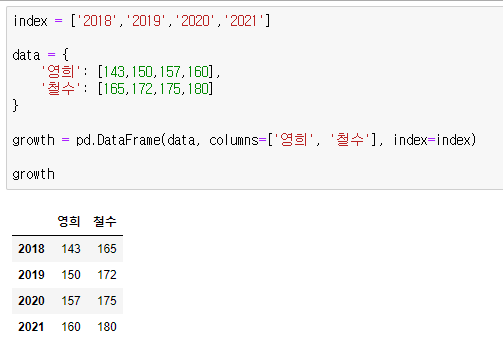 index = ['2018','2019','2020','2021']
data = {
'영희': [143,150,157,160],
'철수': [165,172,175,180]
}
growth = pd.DataFrame(data, columns=['영희', '철수'], index=index)
growth
영희 철수
2018 143 165
2019 150 172
2020 157 175
2021 160 180